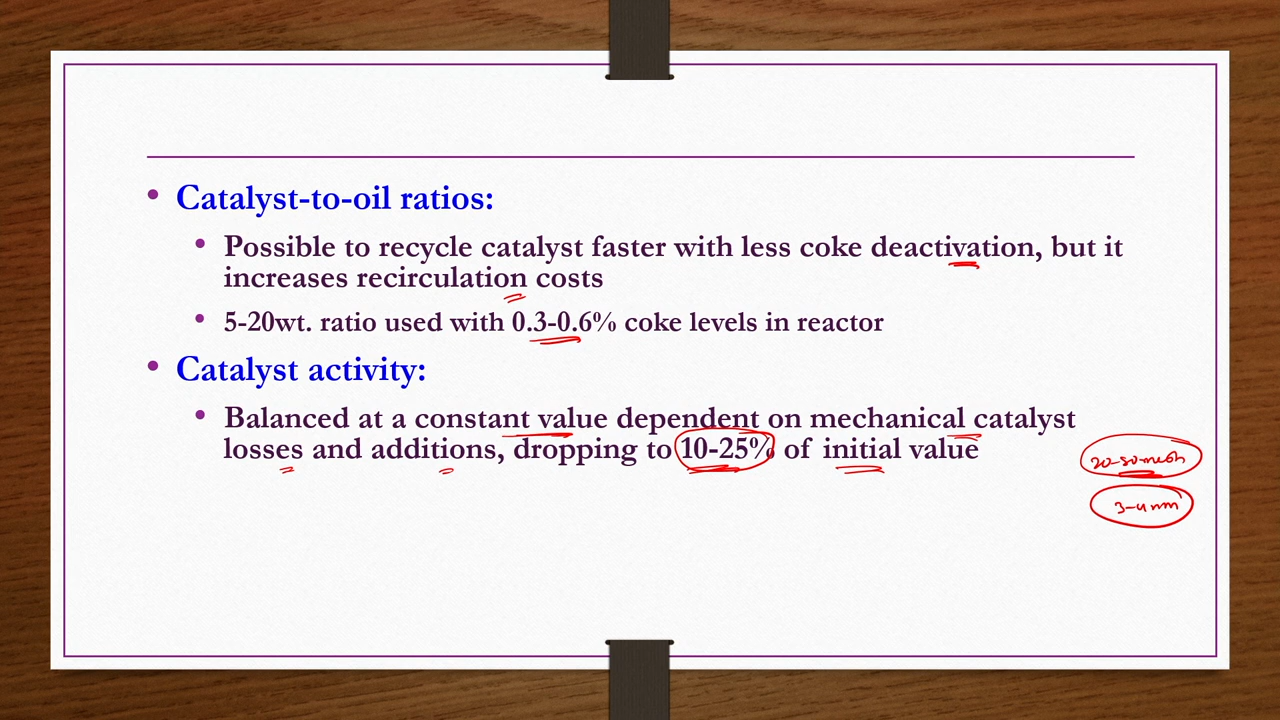 • Catalyst-to-oil ratios:
• Possible to recycle catalyst faster with less coke deactivation, but it
increases recirculation costs
• 5-20wt. ratio used with 0.3-0.6% coke levels in reactor
• Catalyst activity:
• Balanced at a constant value dependent on mechanical catalyst
losses and additions, dropping to 10-25% of initial value
20-50 mesh
3-4 mm